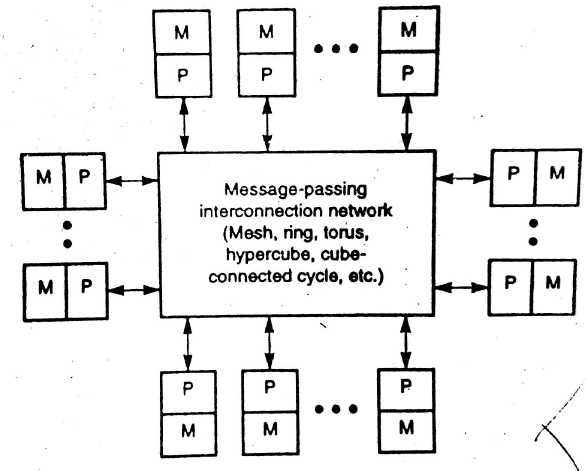 M M M
P P P
M P
P M
Message-passing
interconnection network
(Mesh, ring, torus,
hypercube, cube-
connected cycle, etc.)
M P
P M
P P P
M M M